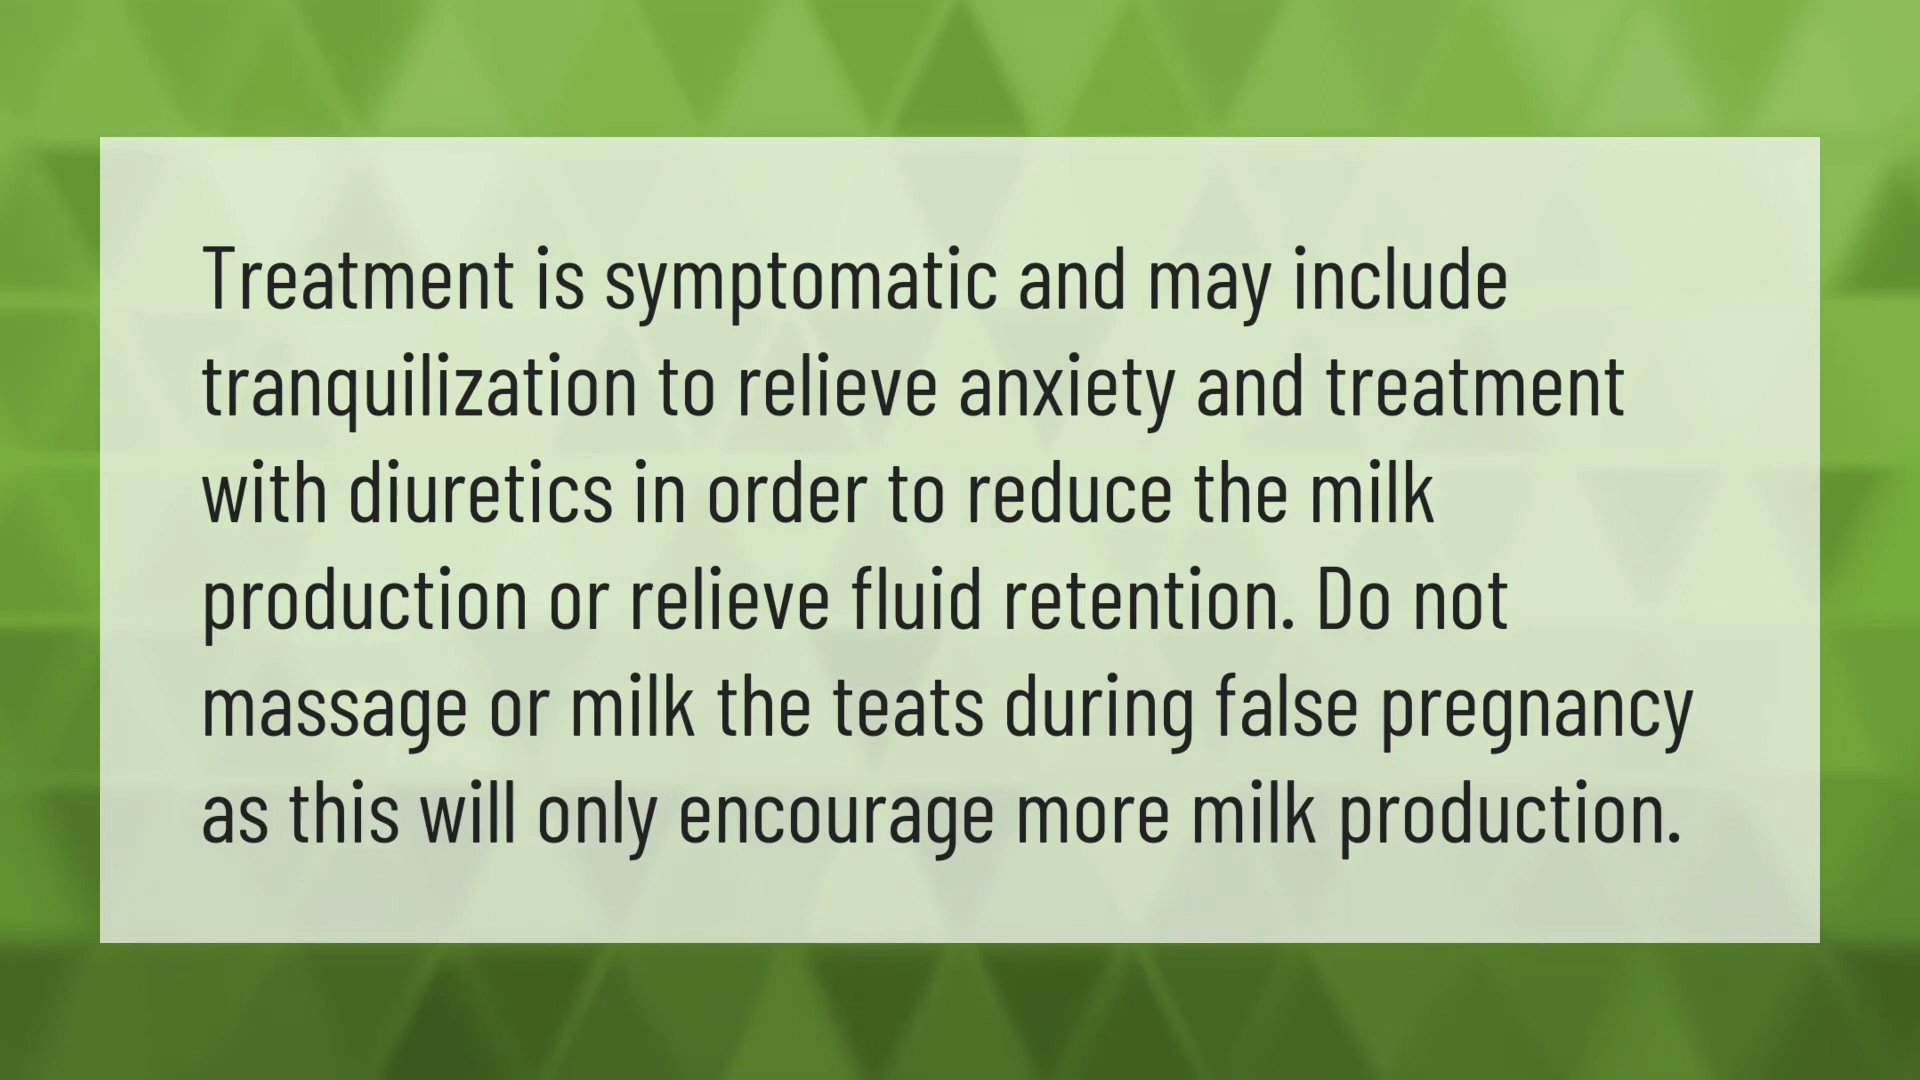 Treatment is symptomatic and may include
tranquilization to relieve anxiety and treatment
with diuretics in order to reduce the milk
production or relieve fluid retention. Do not
massage or milk the teats during false pregnancy
as this will only encourage more milk production.